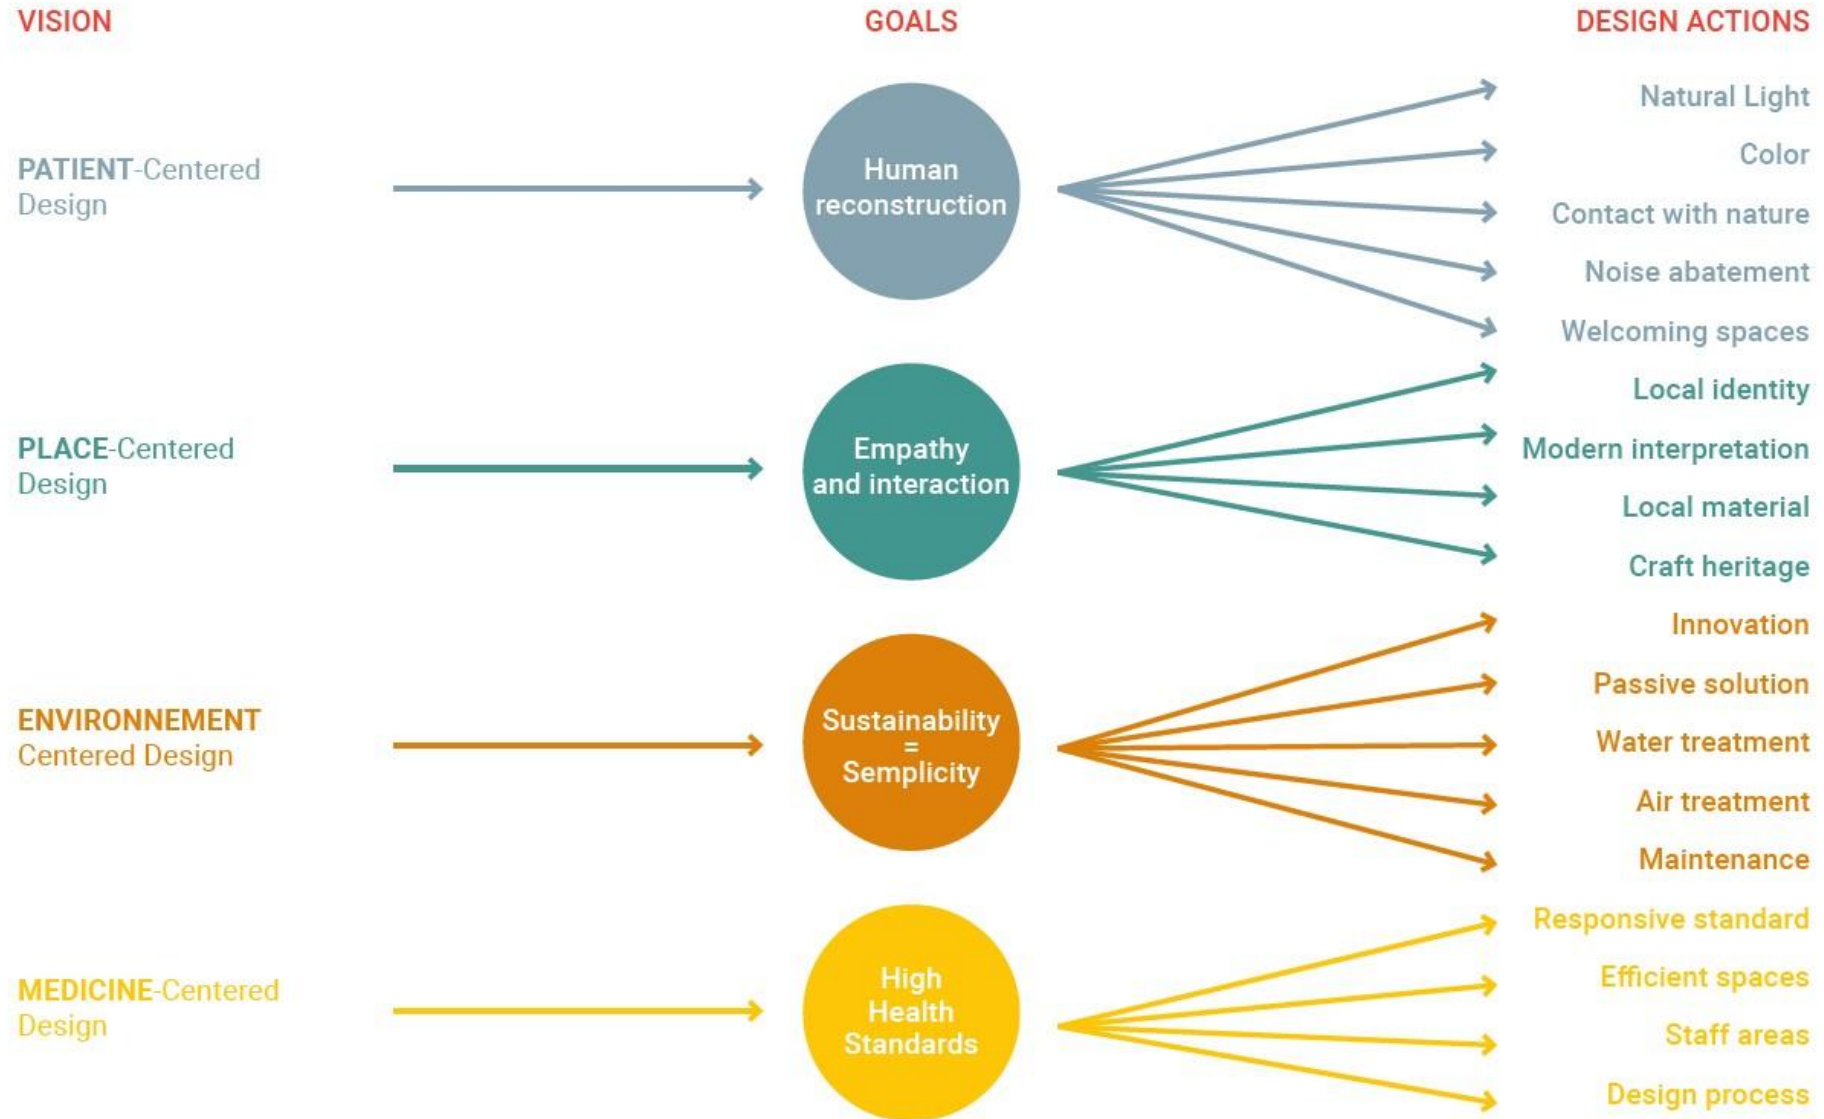 VISION
GOALS
DESIGN ACTIONS
PATIENT-Centered
Design
Human
reconstruction
Natural Light
Color
Contact with nature
Noise abatement
Welcoming spaces
PLACE-Centered
Design
Empathy
and interaction
Local identity
Modern interpretation
Local material
Craft heritage
ENVIRONNEMENT
Centered Design
Sustainability
=
Semplicity
Innovation
Passive solution
Water treatment
Air treatment
Maintenance
MEDICINE-Centered
Design
High
Health
Standards
Responsive standard
Efficient spaces
Staff areas
Design process